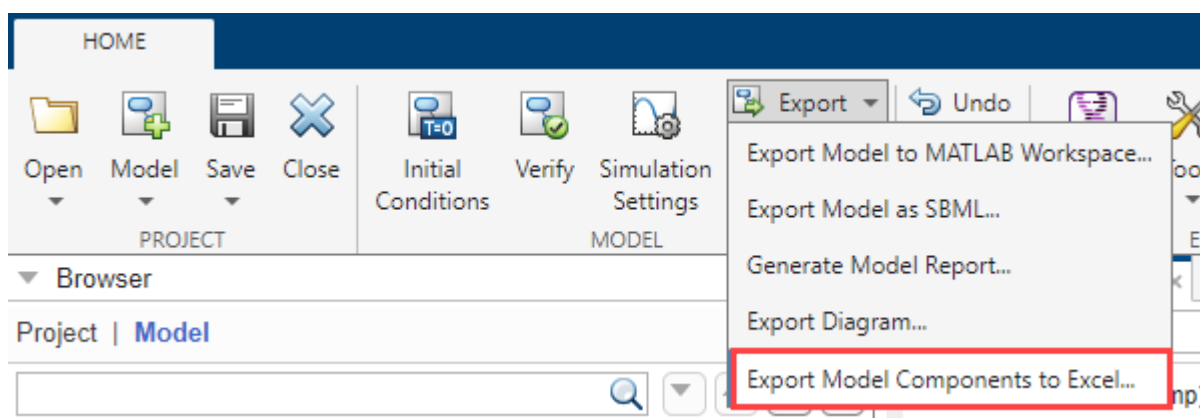 HOME
Open
Model
Save
Close
Initial
Conditions
Verify
Simulation
Settings
T=0
Export
Undo
PROJECT
MODEL
Export Model to MATLAB Workspace...
Export Model as SBML...
Generate Model Report...
Export Diagram...
Export Model Components to Excel...
Browser
Project | Model